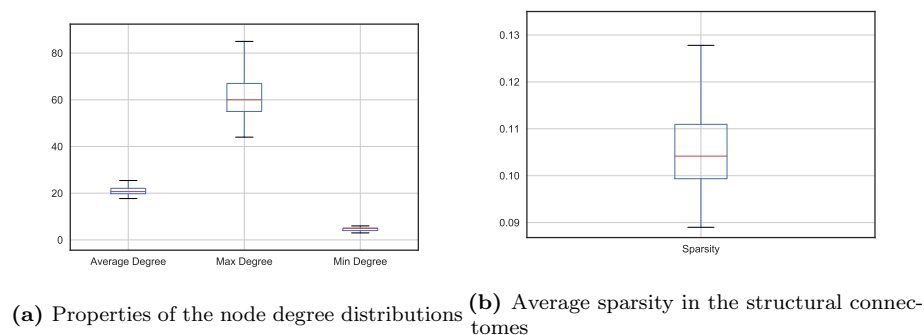 80
60
40
20
0
Average Degree Max Degree Min Degree
0.13
0.12
0.11
0.10
0.09
Sparsity
(a) Properties of the node degree distributions
(b) Average sparsity in the structural connec-
tomes